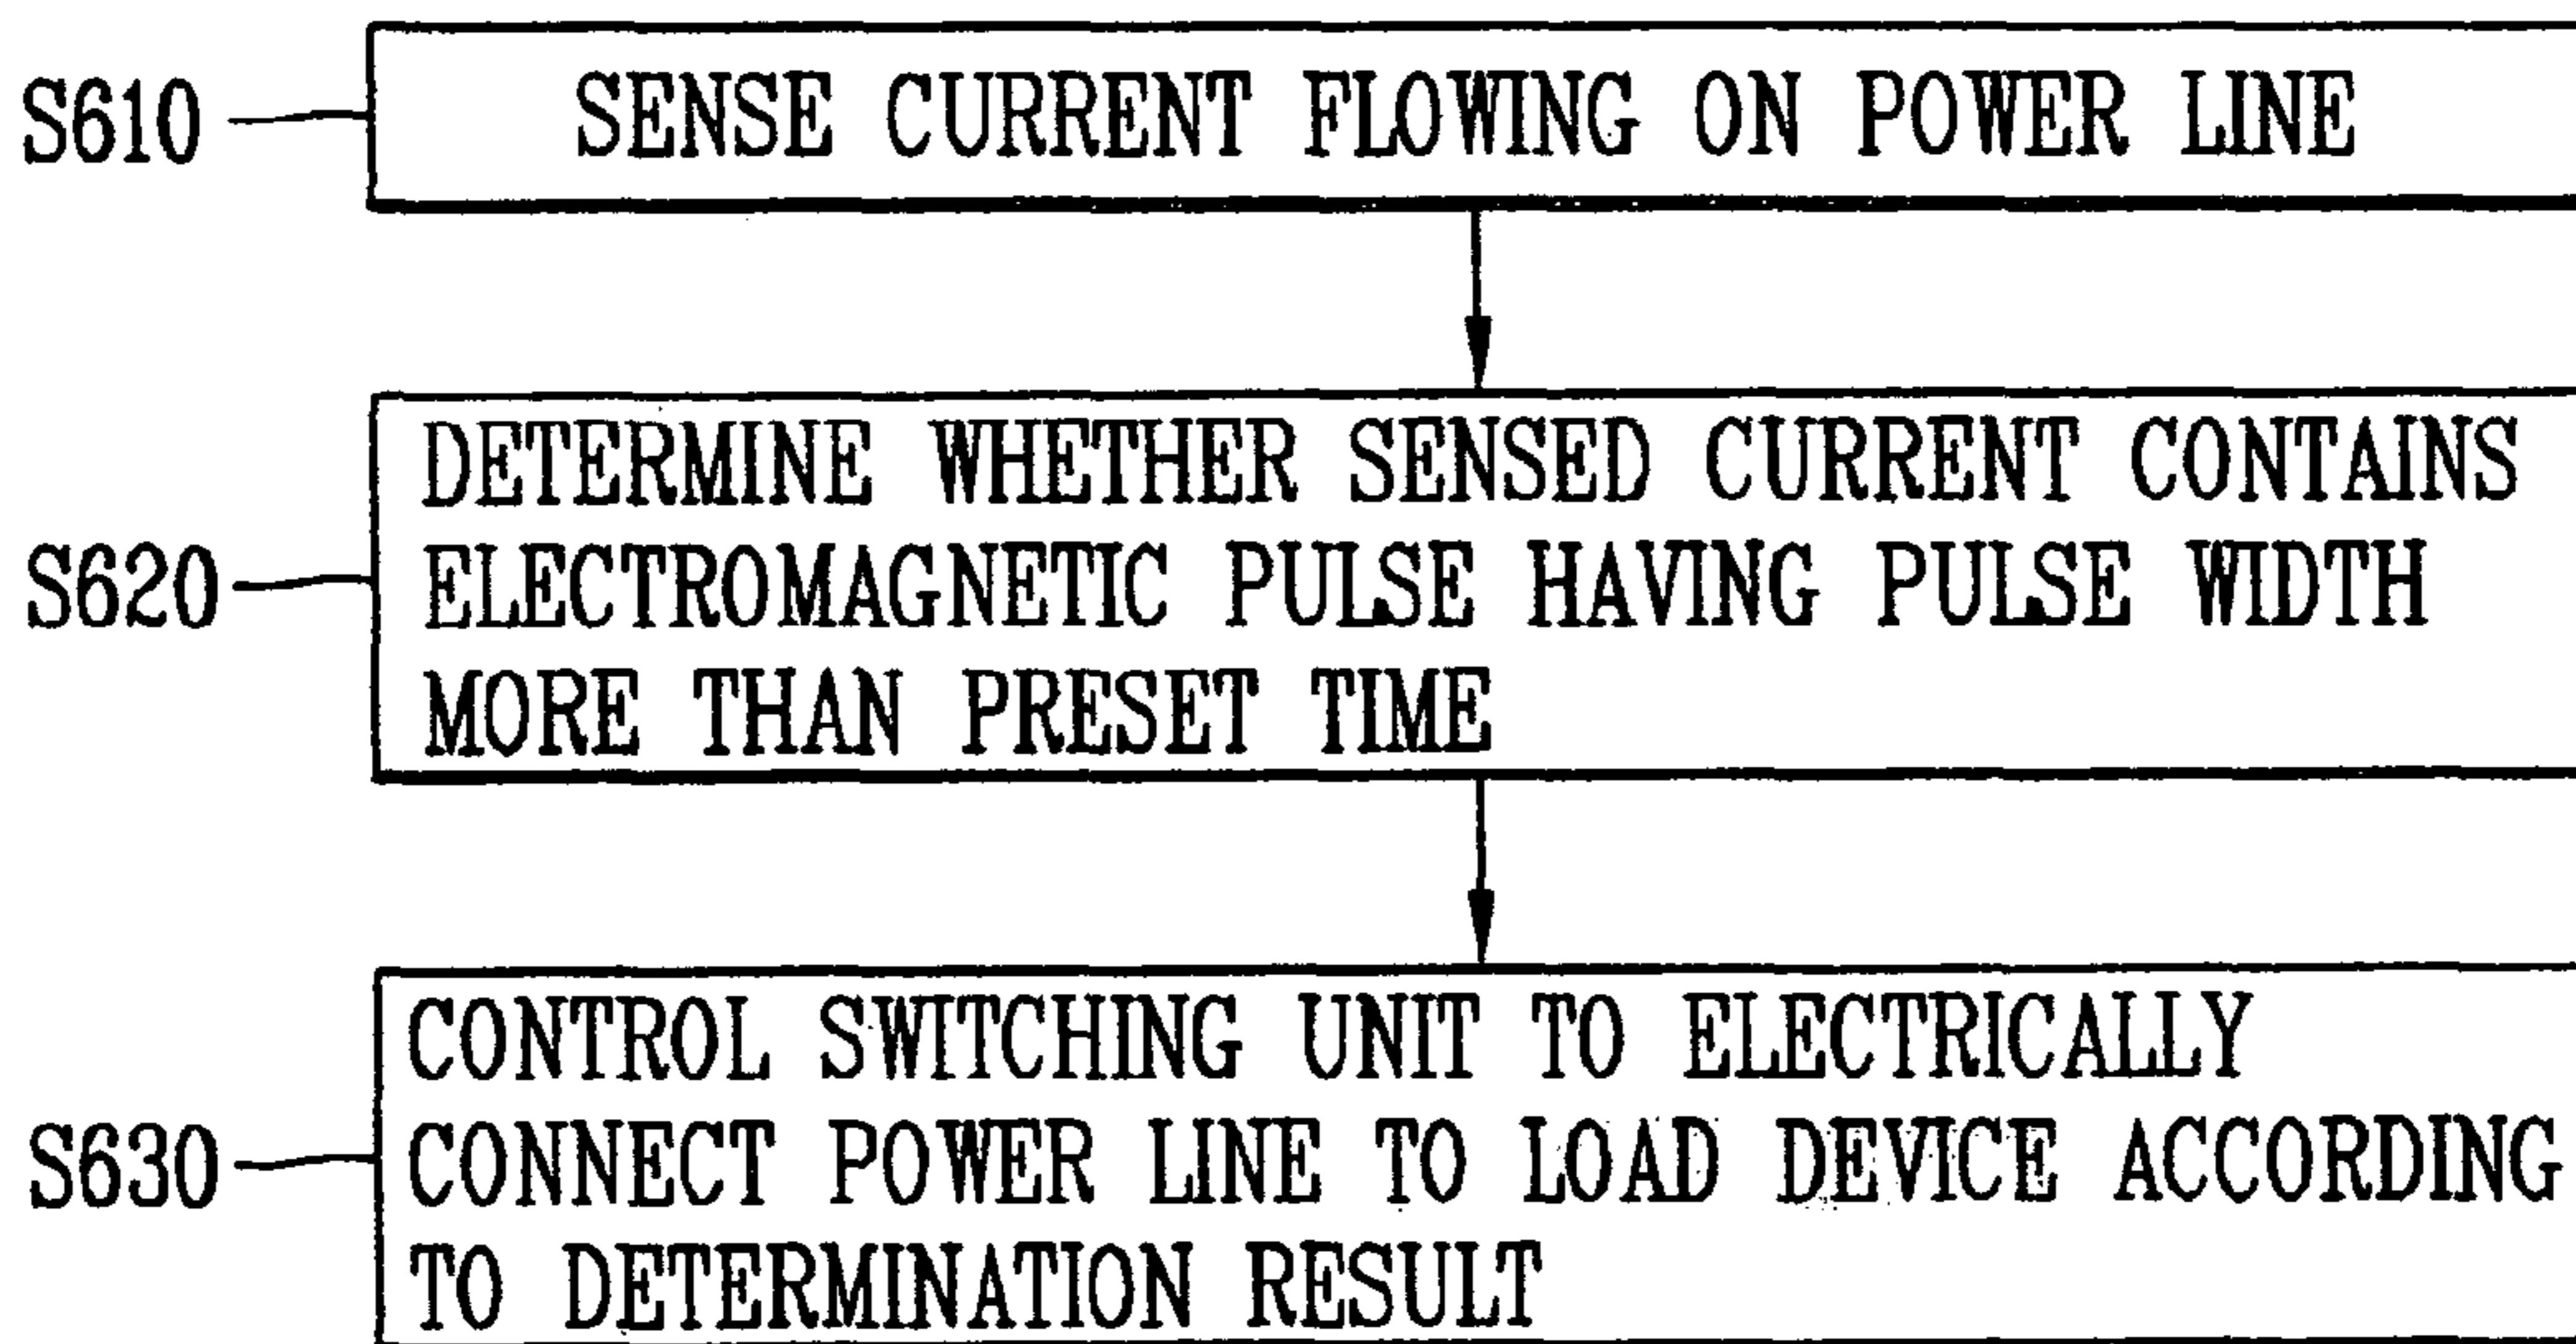 S610
SENSE CURRENT FLOWING ON POWER LINE
S620
DETERMINE WHETHER SENSED CURRENT CONTAINS
ELECTROMAGNETIC PULSE HAVING PULSE WIDTH
MORE THAN PRESET TIME
S630
CONTROL SWITCHING UNIT TO ELECTRICALLY
CONNECT POWER LINE TO LOAD DEVICE ACCORDING
TO DETERMINATION RESULT